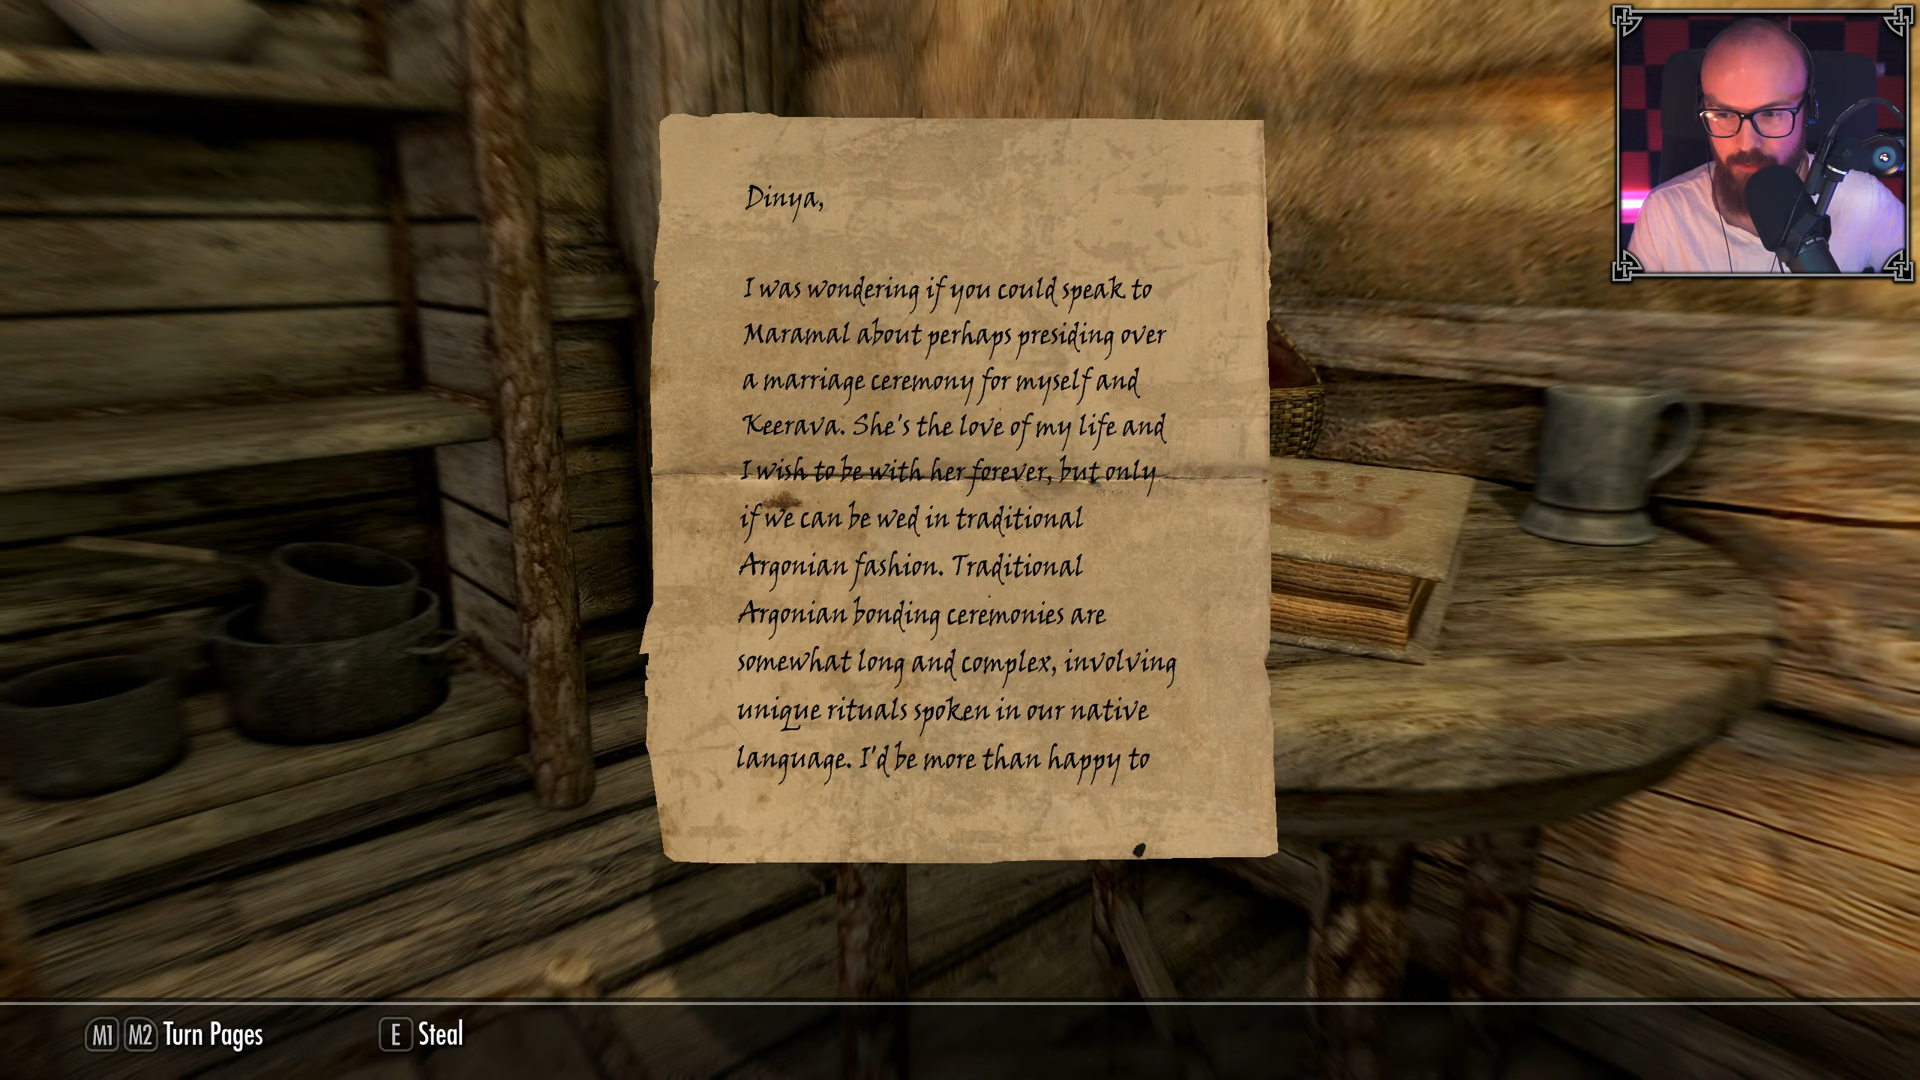 Dinya,
I was wondering if you could speak to
Maramal about perhaps presiding over
a marriage ceremony for myself and
Keerava. She's the love of my life and
I wish to be with her forever, but only
if we can be wed in traditional
Argonian fashion. Traditional
Argonian bonding ceremonies are
somewhat long and complex, involving
unique rituals spoken in our native
language. I'd be more than happy to
M1 M2 Turn Pages
E Steal